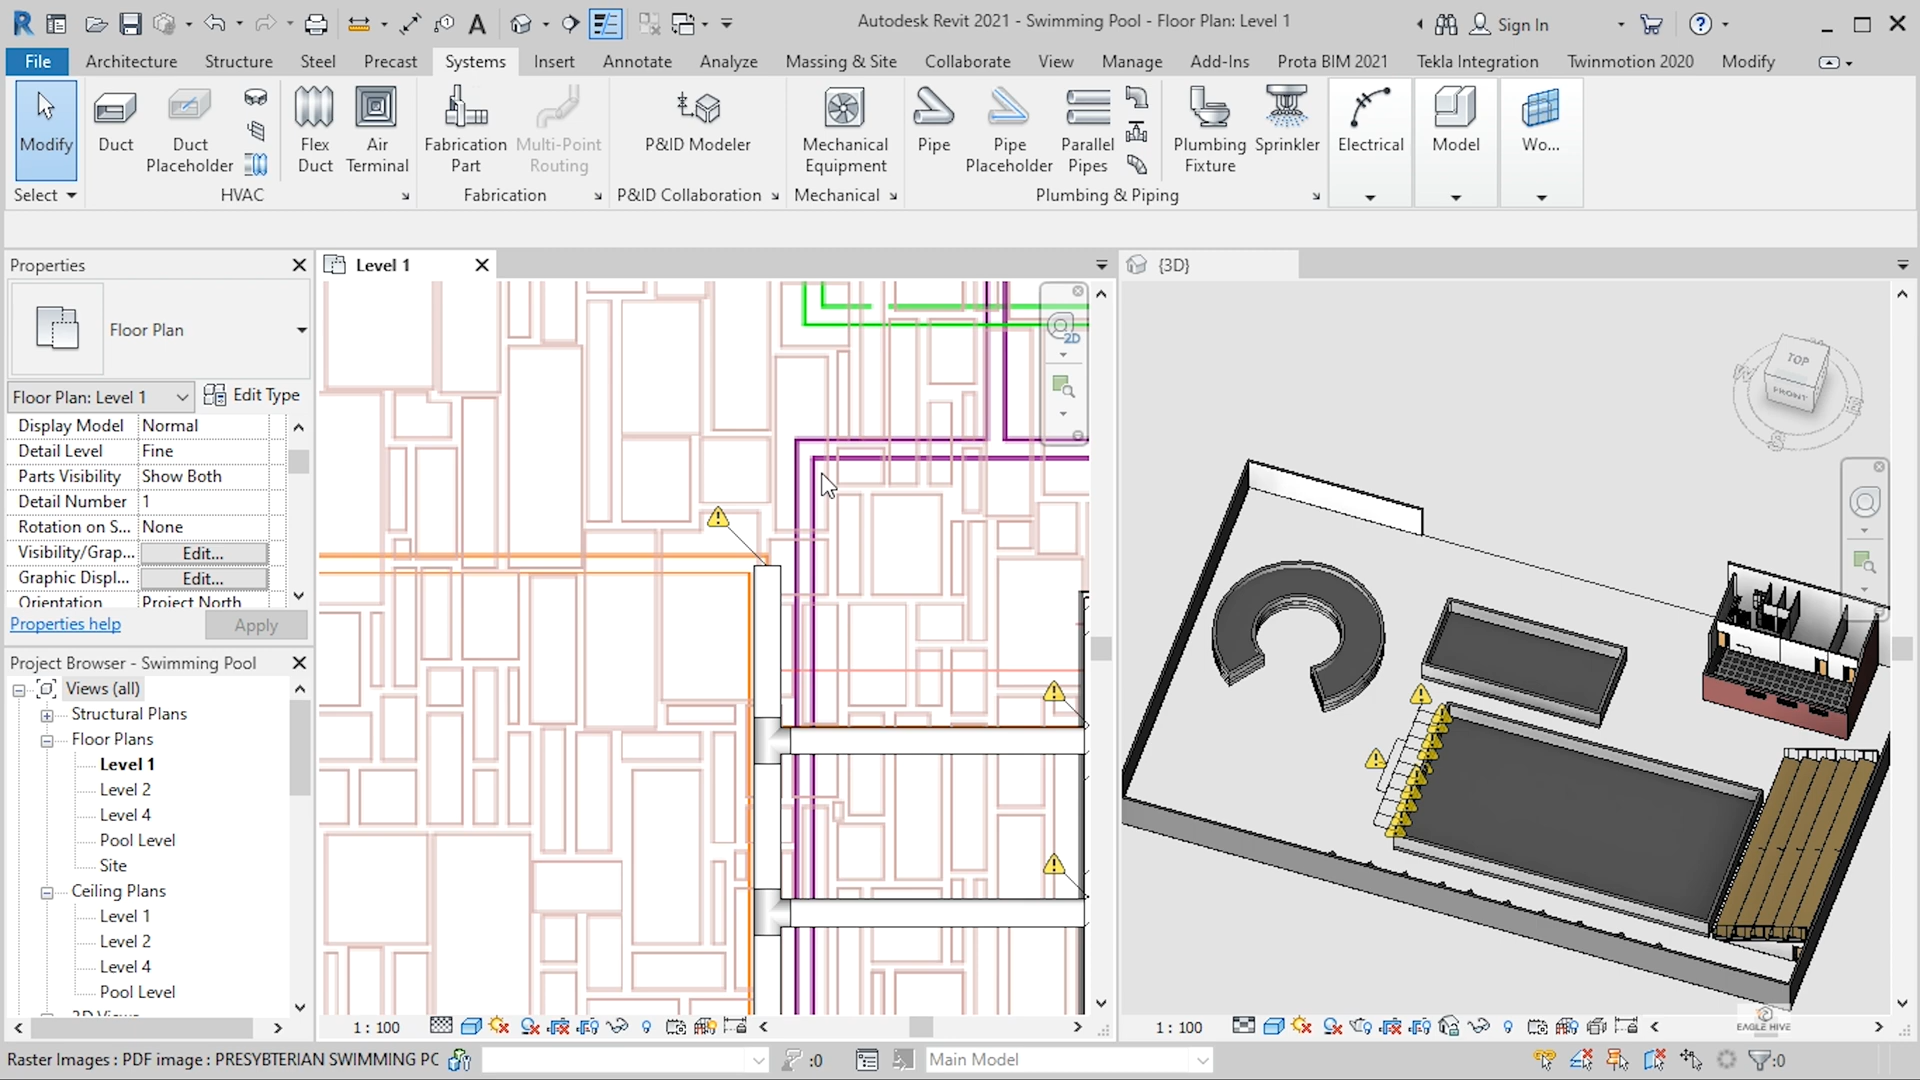 Autodesk Revit 2021 - Swimming Pool - Floor Plan: Level 1
Sign In
File
Architecture
Structure
Steel
Precast
Systems
Insert
Annotate
Analyze
Massing & Site
Collaborate
View
Manage
Add-Ins
Prota BIM 2021
Tekla Integration
Twinmotion 2020
Modify
Modify
Duct
Duct
Placeholder
Flex
Duct
Air
Terminal
Fabrication
Part
Multi-Point
Routing
P&ID Modeler
Mechanical
Equipment
Pipe
Pipe
Placeholder
Parallel
Pipes
Plumbing
Fixture
Sprinkler
Electrical
Model
Wo...
Select
HVAC
Fabrication
P&ID Collaboration
Mechanical
Plumbing & Piping
Properties
Floor Plan
Floor Plan: Level 1
Edit Type
Display Model Normal
Detail Level Fine
Parts Visibility Show Both
Detail Number 1
Rotation on S... None
Visibility/Grap... Edit...
Graphic Displ... Edit...
Orientation Project North
Properties help
Apply
Project Browser - Swimming Pool
Views (all)
Structural Plans
Floor Plans
Level 1
Level 2
Level 4
Pool Level
Site
Ceiling Plans
Level 1
Level 2
Level 4
Pool Level
3D Views
Level 1
2D
1 : 100
{3D}
TOP
FRONT
W
E
S
1 : 100
EAGLE HIVE
Raster Images : PDF image : PRESYBTERIAN SWIMMING PC
:0
Main Model
:0